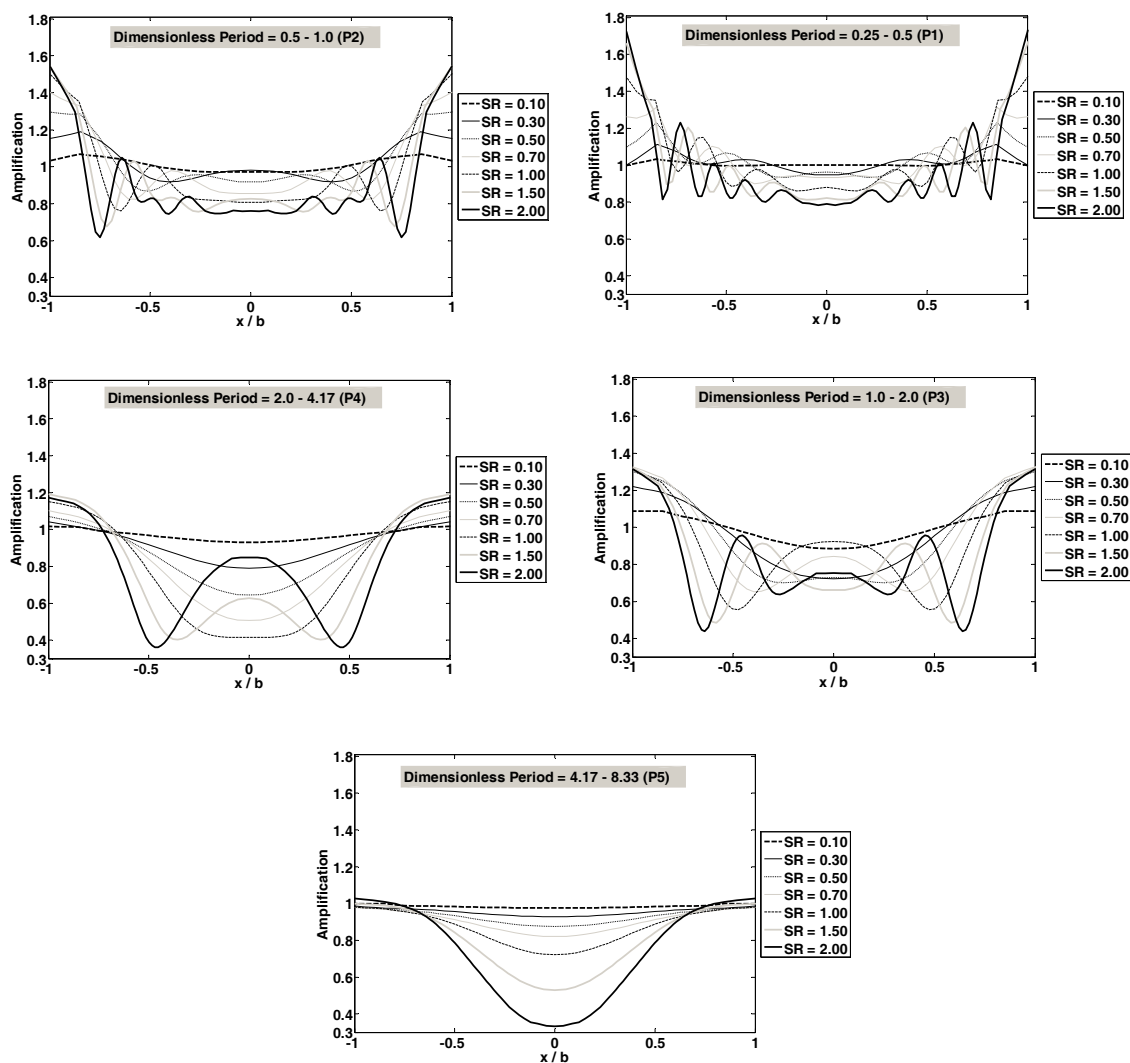 Dimensionless Period = 0.5 - 1.0 (P2)
Amplification
1.8
1.6
1.4
1.2
1
0.8
0.6
0.4
0.3
-1
-0.5
0
0.5
1
x / b
SR = 0.10
SR = 0.30
SR = 0.50
SR = 0.70
SR = 1.00
SR = 1.50
SR = 2.00
Dimensionless Period = 0.25 - 0.5 (P1)
Amplification
1.8
1.6
1.4
1.2
1
0.8
0.6
0.4
0.3
-1
-0.5
0
0.5
1
x / b
SR = 0.10
SR = 0.30
SR = 0.50
SR = 0.70
SR = 1.00
SR = 1.50
SR = 2.00
Dimensionless Period = 2.0 - 4.17 (P4)
Amplification
1.8
1.6
1.4
1.2
1
0.8
0.6
0.4
0.3
-1
-0.5
0
0.5
1
x / b
SR = 0.10
SR = 0.30
SR = 0.50
SR = 0.70
SR = 1.00
SR = 1.50
SR = 2.00
Dimensionless Period = 1.0 - 2.0 (P3)
Amplification
1.8
1.6
1.4
1.2
1
0.8
0.6
0.4
0.3
-1
-0.5
0
0.5
1
x / b
SR = 0.10
SR = 0.30
SR = 0.50
SR = 0.70
SR = 1.00
SR = 1.50
SR = 2.00
Dimensionless Period = 4.17 - 8.33 (P5)
Amplification
1.8
1.6
1.4
1.2
1
0.8
0.6
0.4
0.3
-1
-0.5
0
0.5
1
x / b
SR = 0.10
SR = 0.30
SR = 0.50
SR = 0.70
SR = 1.00
SR = 1.50
SR = 2.00